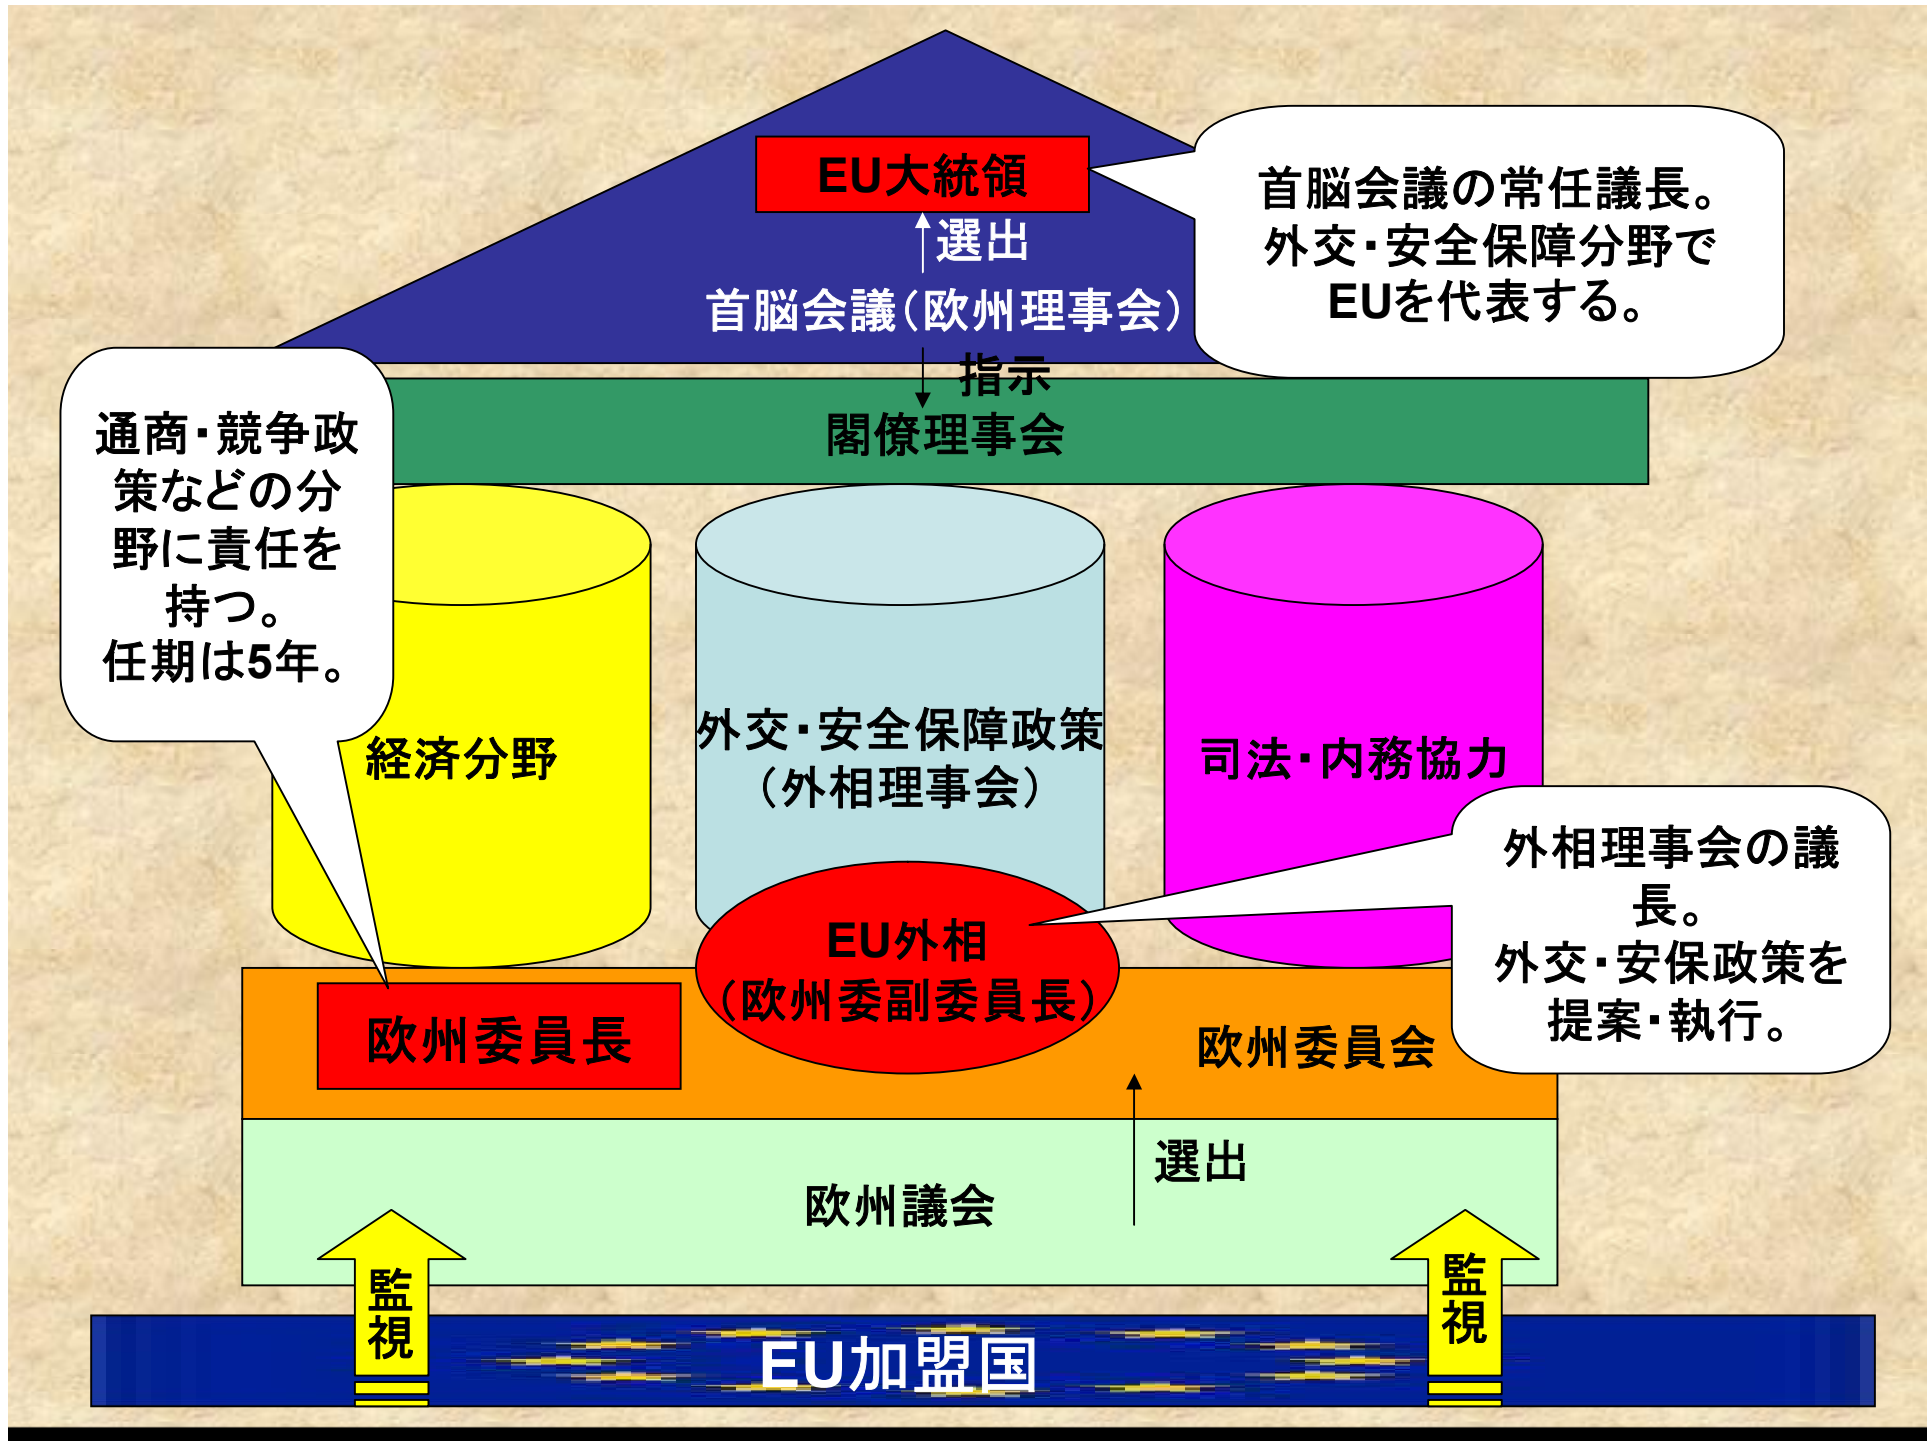 EU大統領
選出
首脳会議（欧州理事会）
首脳会議の常任議長。
外交・安全保障分野で
EUを代表する。
指示
閣僚理事会
通商・競争政
策などの分
野に責任を
持つ。
任期は5年。
経済分野
外交・安全保障政策
（外相理事会）
司法・内務協力
外相理事会の議
長。
外交・安保政策を
提案・執行。
EU外相
（欧州委副委員長）
欧州委員長
欧州委員会
選出
欧州議会
監
視
監
視
EU加盟国